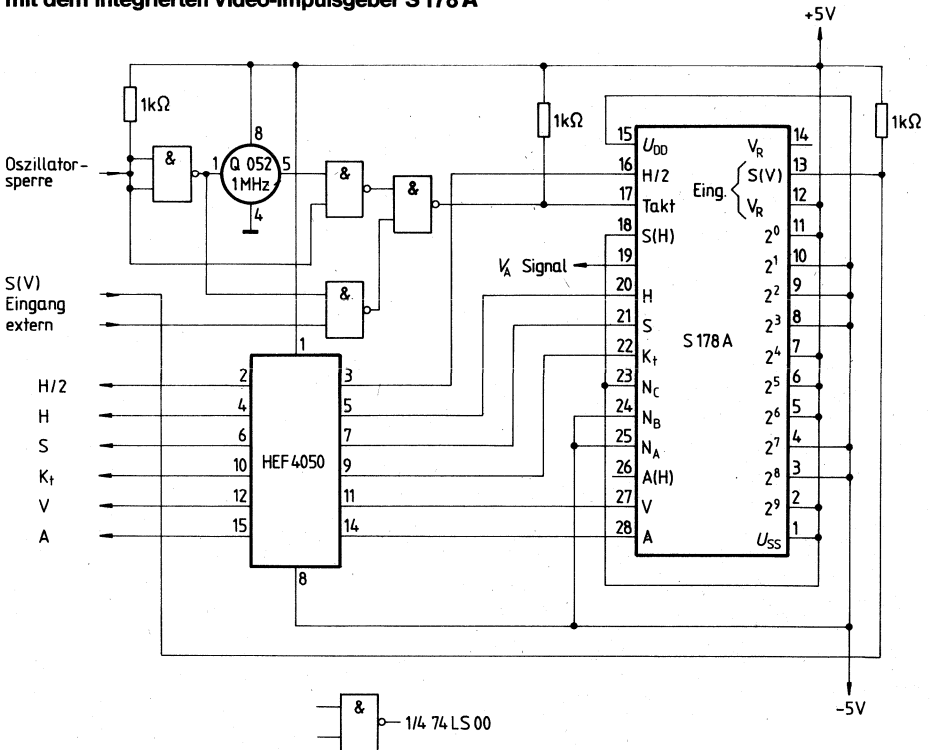 mit dem integrierten Video-Impulsgeber S 178 A
+5V
1kΩ
1kΩ
1kΩ
Oszillator-
sperre
&
1
8
Q 052
1MHz
5
4
&
&
&
S(V)
Eingang
extern
1
H/2
H
S
Kt
V
A
2
4
6
10
12
15
HEF4050
3
5
7
9
11
14
8
VA Signal
15 UDD
16 H/2
17 Takt
18 S(H)
19
20 H
21 S
22 Kt
23 NC
24 NB
25 NA
26 A(H)
27 V
28 A
S178A
Eing.
VR 14
S(V) 13
VR 12
2⁰ 11
2¹ 10
2² 9
2³ 8
2⁴ 7
2⁵ 6
2⁶ 5
2⁷ 4
2⁸ 3
2⁹ 2
USS 1
-5V
&
1/4 74 LS 00